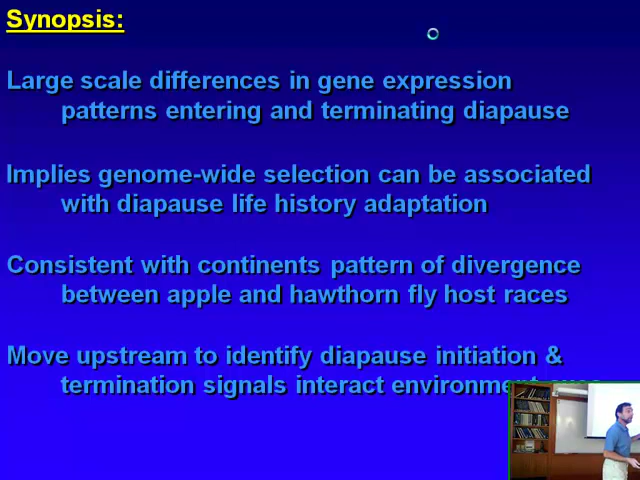 Synopsis:
Large scale differences in gene expression
patterns entering and terminating diapause
Implies genome-wide selection can be associated
with diapause life history adaptation
Consistent with continents pattern of divergence
between apple and hawthorn fly host races
Move upstream to identify diapause initiation &
termination signals interact environment